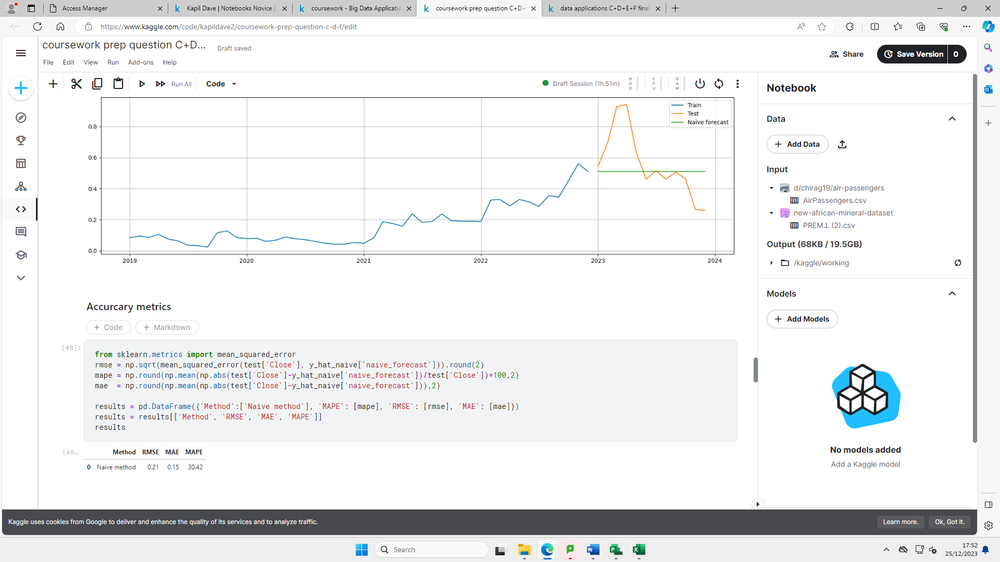 Access Manager
Kapil Dave | Notebooks Novice |
coursework - Big Data Applicatio
coursework prep question C+D+
data applications C+D+E+F final
https://www.kaggle.com/code/kapildave2/coursework-prep-question-c-d-f/edit
coursework prep question C+D...
Draft saved
File Edit View Run Add-ons Help
Share
Save Version 0
Run All
Code
Draft Session (1h:51m)
HDD
CPU
RAM
Notebook
Train
Test
Naive forecast
0.8
0.6
0.4
0.2
0.0
2019 2020 2021 2022 2023 2024
Data
Add Data
Input
d/chirag19/air-passengers
AirPassengers.csv
new-african-mineral-dataset
PREM.L (2).csv
Output (68KB / 19.5GB)
/kaggle/working
Models
Add Models
No models added
Add a Kaggle model
Accurcary metrics
+ Code + Markdown
[48]:
from sklearn.metrics import mean_squared_error
rmse = np.sqrt(mean_squared_error(test['Close'], y_hat_naive['naive_forecast'])).round(2)
mape = np.round(np.mean(np.abs(test['Close']-y_hat_naive['naive_forecast'])/test['Close'])*100,2)
mae  = np.round(np.mean(np.abs(test['Close']-y_hat_naive['naive_forecast'])),2)
results = pd.DataFrame({'Method':['Naive method'], 'MAPE': [mape], 'RMSE': [rmse], 'MAE': [mae]})
results = results[['Method', 'RMSE', 'MAE', 'MAPE']]
results
[48...
Method RMSE MAE MAPE
0 Naive method 0.21 0.15 30.42
Kaggle uses cookies from Google to deliver and enhance the quality of its services and to analyze traffic.
Learn more.
Ok, Got it.
Search
17:52
25/12/2023